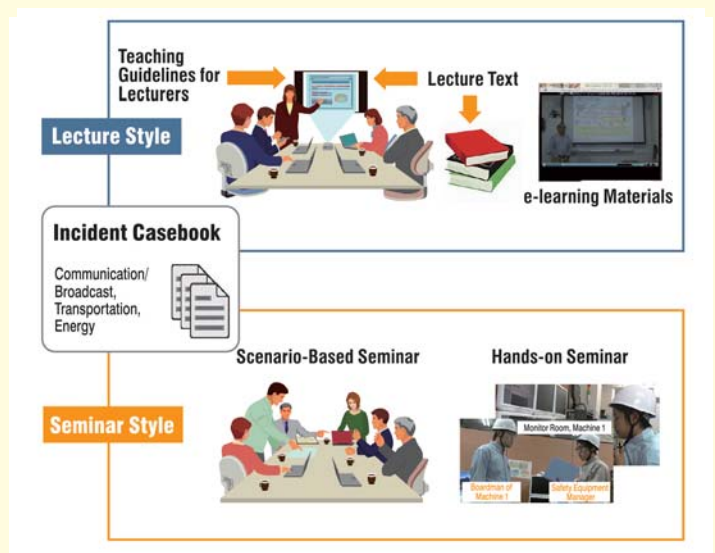 Teaching
Guidelines for
Lecturers
Lecture Text
Lecture Style
e-learning Materials
Incident Casebook
Communication/
Broadcast,
Transportation,
Energy
Scenario-Based Seminar
Hands-on Seminar
Seminar Style
Monitor Room, Machine 1
Boardman of
Machine 1
Safety Equipment
Manager